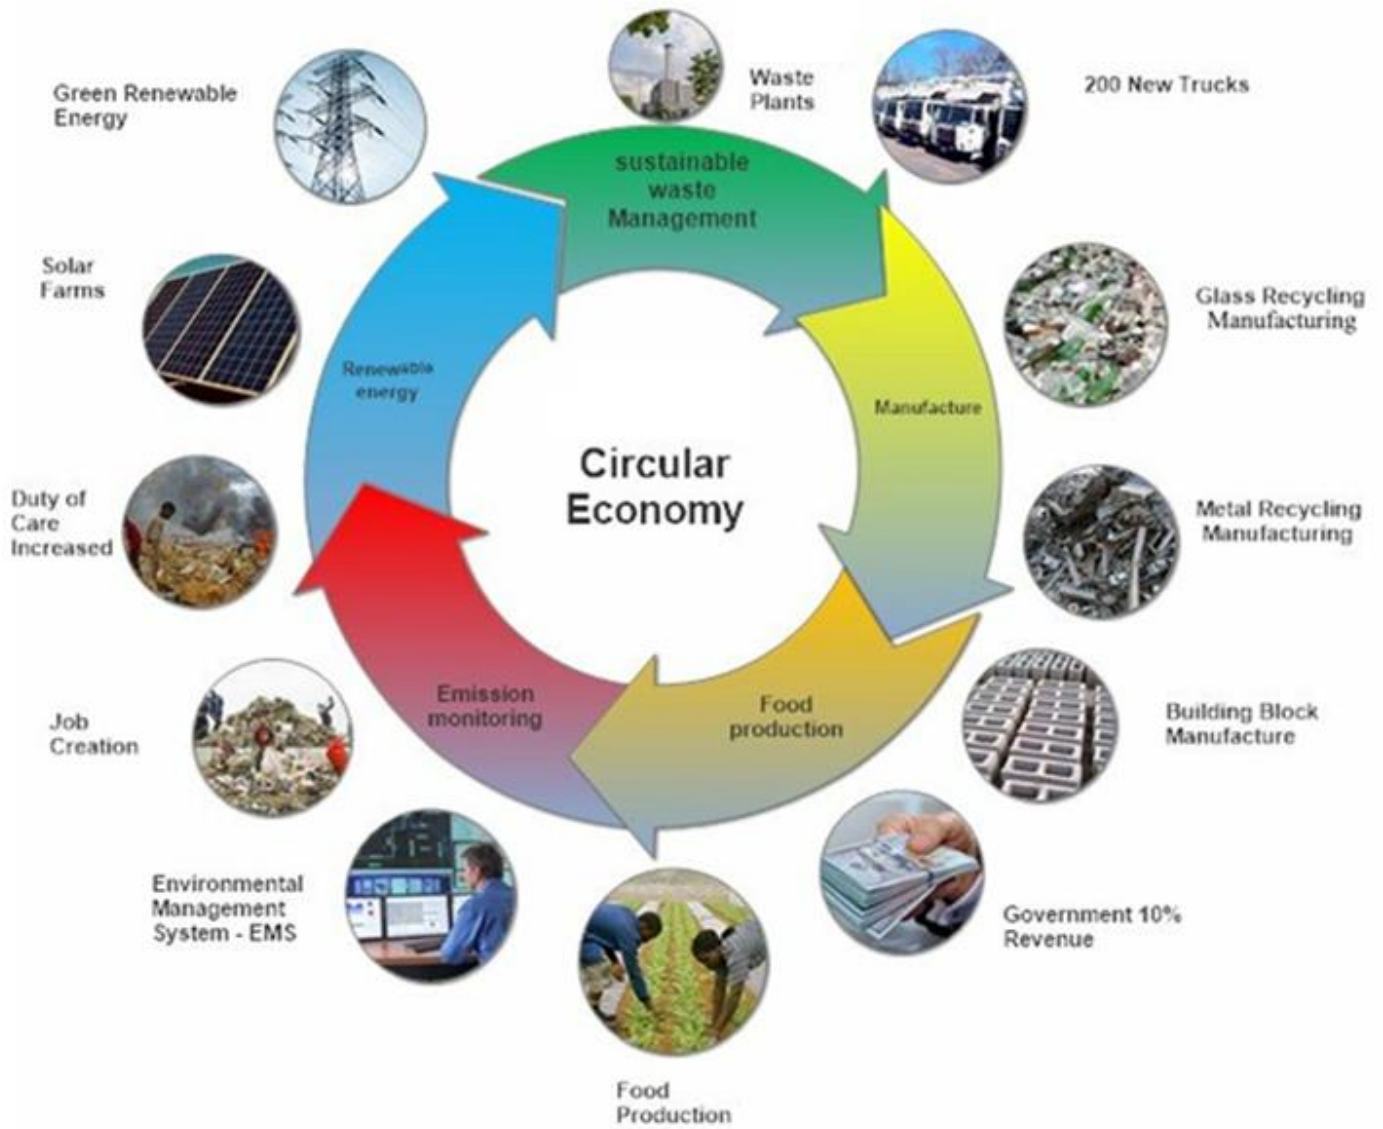 Waste
Plants
200 New Trucks
Green Renewable
Energy
sustainable
waste
Management
Solar
Farms
Glass Recycling
Manufacturing
Renewable
energy
Manufacture
Circular
Economy
Duty of
Care
Increased
Metal Recycling
Manufacturing
Emission
monitoring
Food
production
Job
Creation
Building Block
Manufacture
Environmental
Management
System - EMS
Government 10%
Revenue
Food
Production